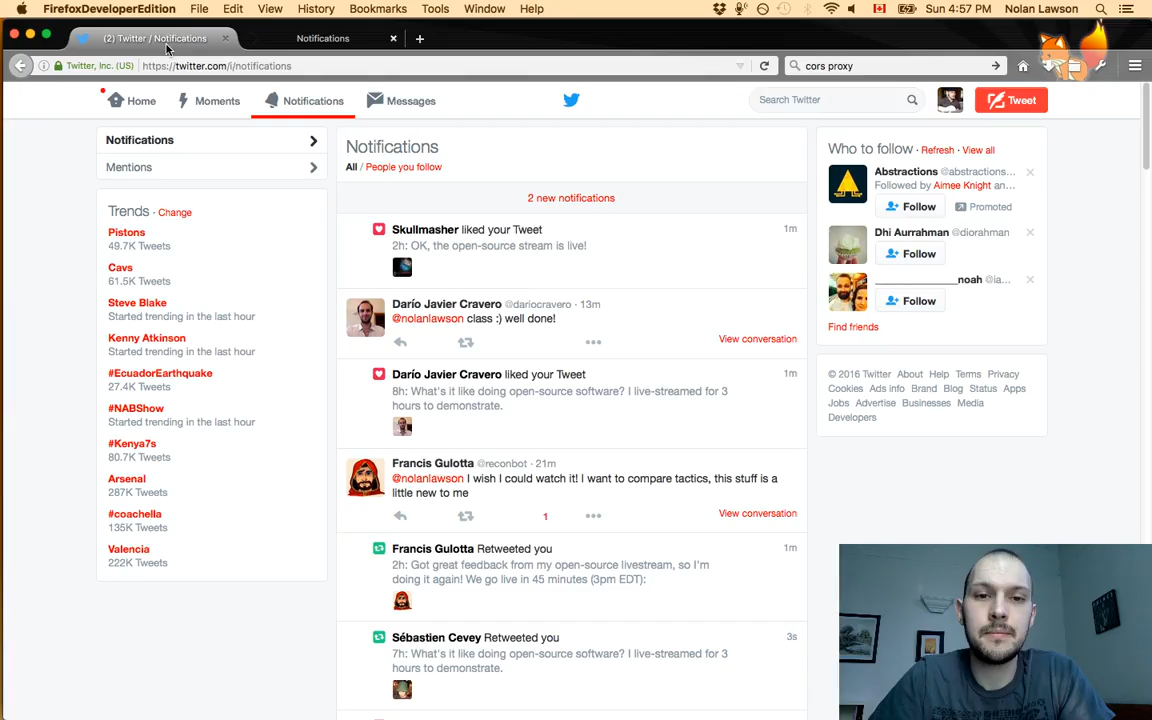 FirefoxDeveloperEdition File Edit View History Bookmarks Tools Window Help Sun 4:57 PM Nolan Lawson
(2) Twitter / Notifications Notifications
Twitter, Inc. (US) https://twitter.com/i/notifications cors proxy
Home Moments Notifications Messages Search Twitter Tweet
Notifications
Mentions
Trends · Change
Pistons
49.7K Tweets
Cavs
61.5K Tweets
Steve Blake
Started trending in the last hour
Kenny Atkinson
Started trending in the last hour
#EcuadorEarthquake
27.4K Tweets
#NABShow
Started trending in the last hour
#Kenya7s
80.7K Tweets
Arsenal
287K Tweets
#coachella
135K Tweets
Valencia
222K Tweets
Notifications
All / People you follow
2 new notifications
Skullmasher liked your Tweet 1m
2h: OK, the open-source stream is live!
Darío Javier Cravero @dariocravero · 13m
@nolanlawson class :) well done!
View conversation
Darío Javier Cravero liked your Tweet 1m
8h: What's it like doing open-source software? I live-streamed for 3
hours to demonstrate.
Francis Gulotta @reconbot · 21m
@nolanlawson I wish I could watch it! I want to compare tactics, this stuff is a
little new to me
1 View conversation
Francis Gulotta Retweeted you 1m
2h: Got great feedback from my open-source livestream, so I'm
doing it again! We go live in 45 minutes (3pm EDT):
Sébastien Cevey Retweeted you 3s
7h: What's it like doing open-source software? I live-streamed for 3
hours to demonstrate.
Who to follow · Refresh · View all
Abstractions @abstractions...
Followed by Aimee Knight an...
Follow Promoted
Dhi Aurrahman @diorahman
Follow
______________noah @ia...
Follow
Find friends
© 2016 Twitter About Help Terms Privacy
Cookies Ads info Brand Blog Status Apps
Jobs Advertise Businesses Media
Developers